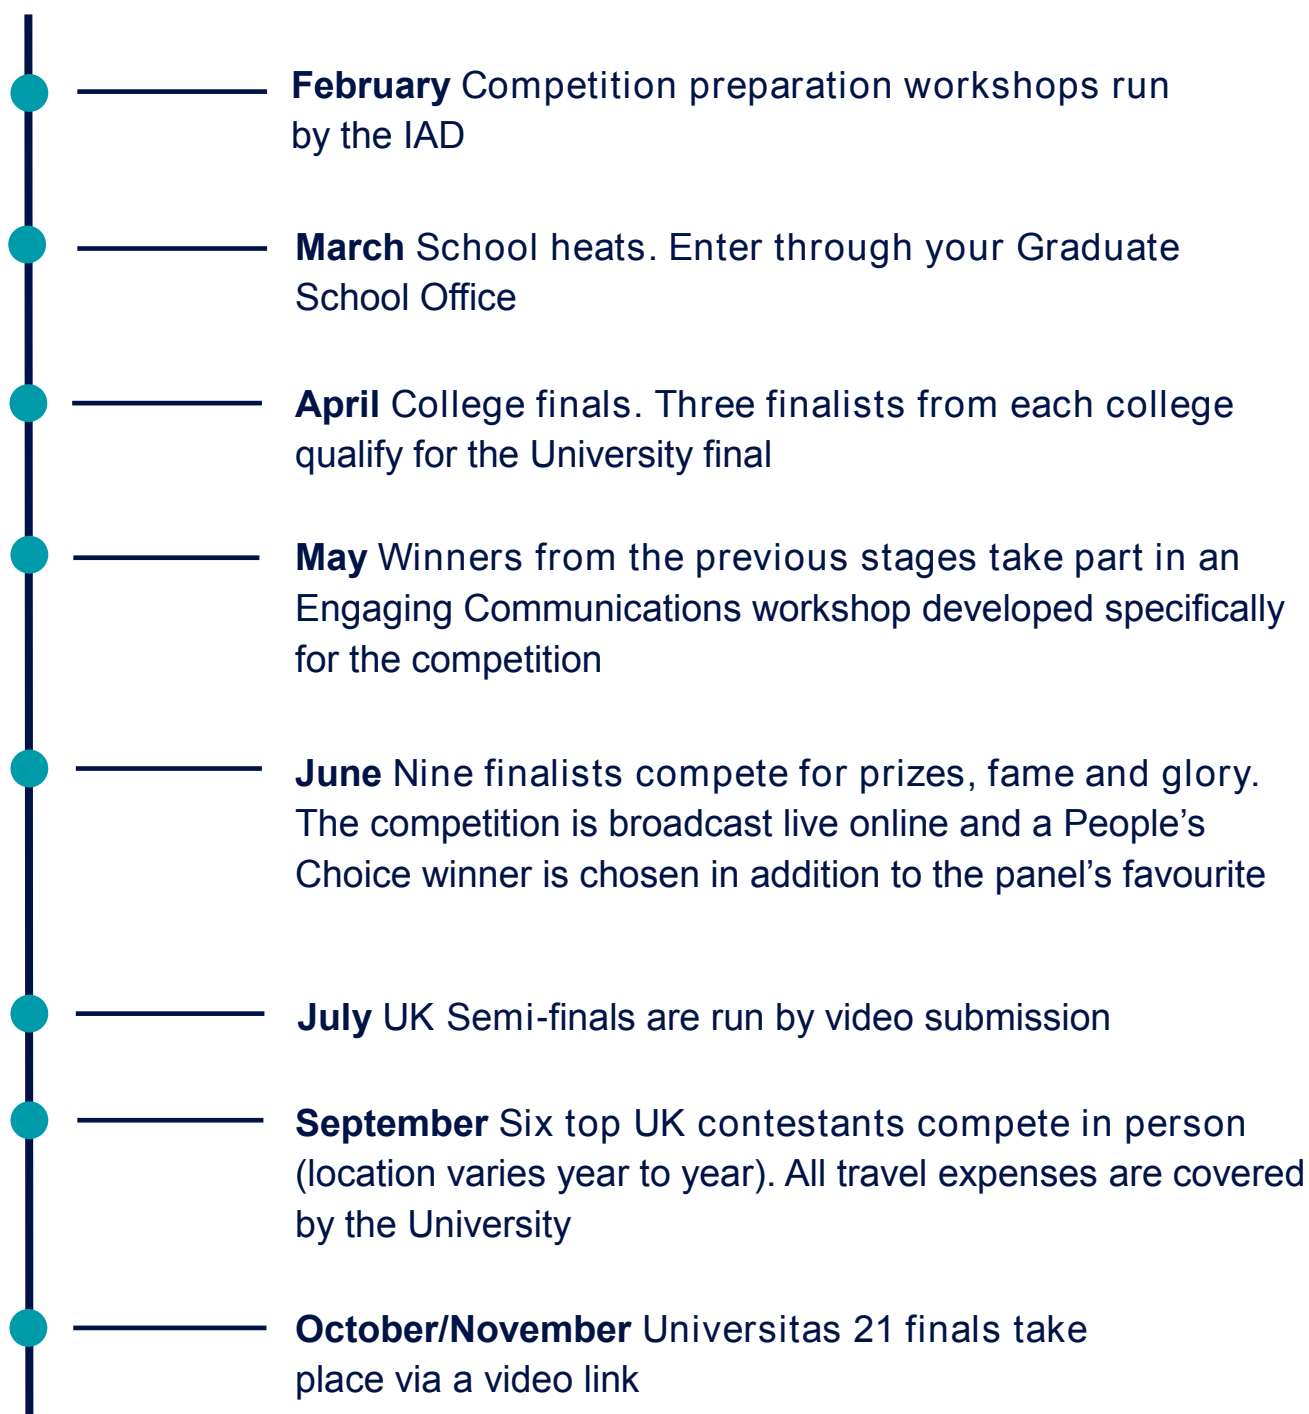 February Competition preparation workshops run
by the IAD
March School heats. Enter through your Graduate
School Office
April College finals. Three finalists from each college
qualify for the University final
May Winners from the previous stages take part in an
Engaging Communications workshop developed specifically
for the competition
June Nine finalists compete for prizes, fame and glory.
The competition is broadcast live online and a People’s
Choice winner is chosen in addition to the panel’s favourite
July UK Semi-finals are run by video submission
September Six top UK contestants compete in person
(location varies year to year). All travel expenses are covered
by the University
October/November Universitas 21 finals take
place via a video link